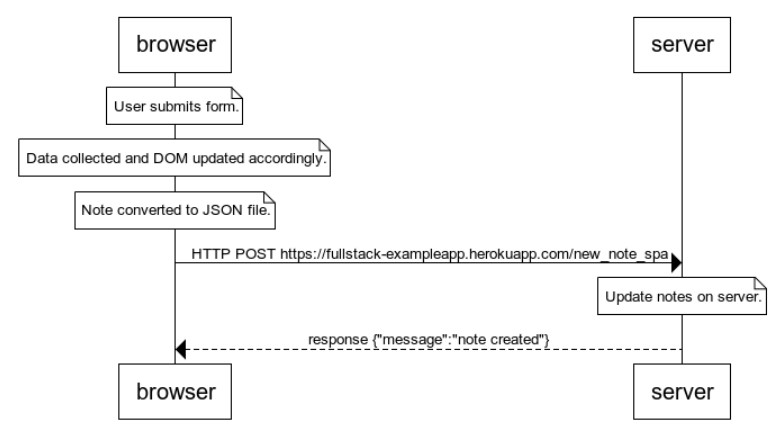 browser
server
User submits form.
Data collected and DOM updated accordingly.
Note converted to JSON file.
HTTP POST https://fullstack-exampleapp.herokuapp.com/new_note_spa
Update notes on server.
response {"message":"note created"}
browser
server